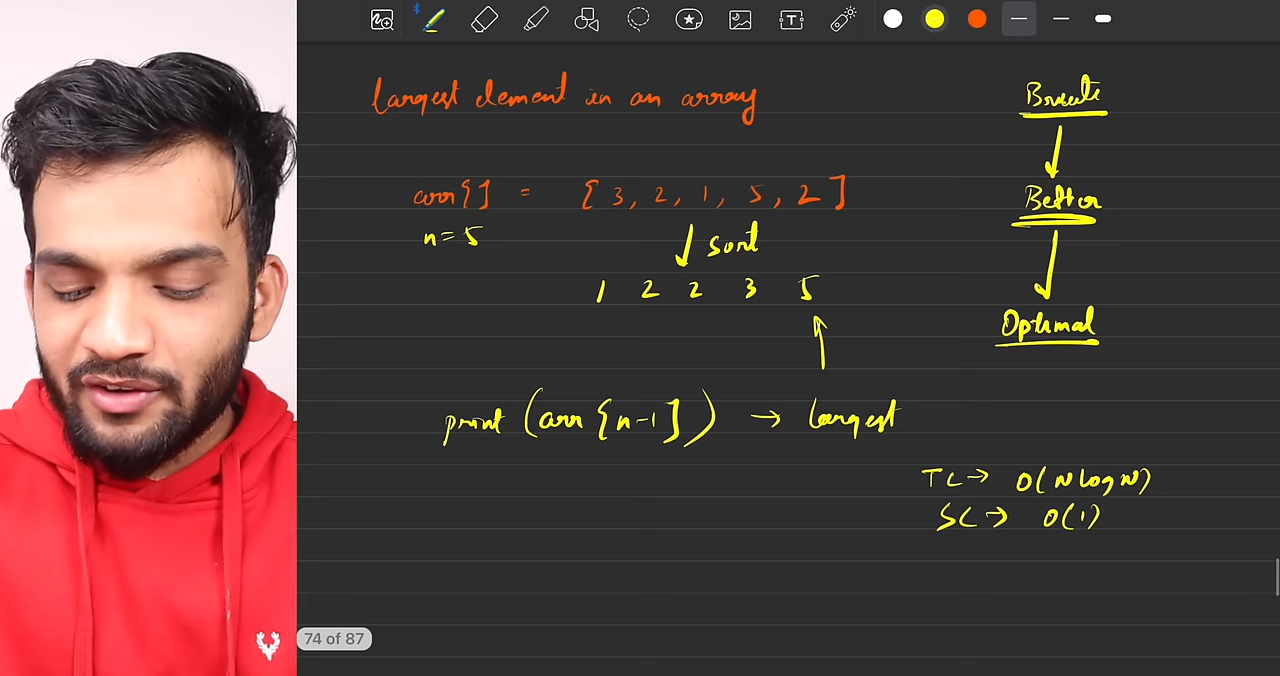 largest element in an array
Brute
arr[] = [3, 2, 1, 5, 2]
Better
n = 5
sort
1 2 2 3 5
Optimal
print (arr[n-1]) → largest
TC → O(N log N)
SC → O(1)
74 of 87